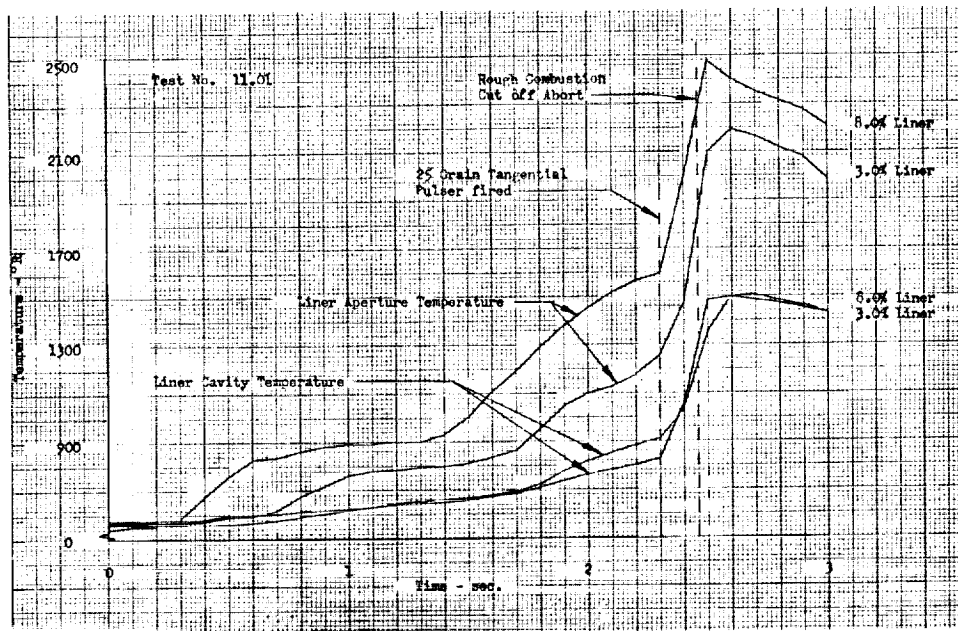 2500
Test No. 11.01
Rough Combustion
Cut off Abort
8.0% Liner
2100
3.0% Liner
25 Grain Tangential
Pulser fired
1700
Temperature - °R
Liner Aperture Temperature
8.0% Liner
3.0% Liner
1300
Liner Cavity Temperature
900
0
0 1 2 3
Time - sec.